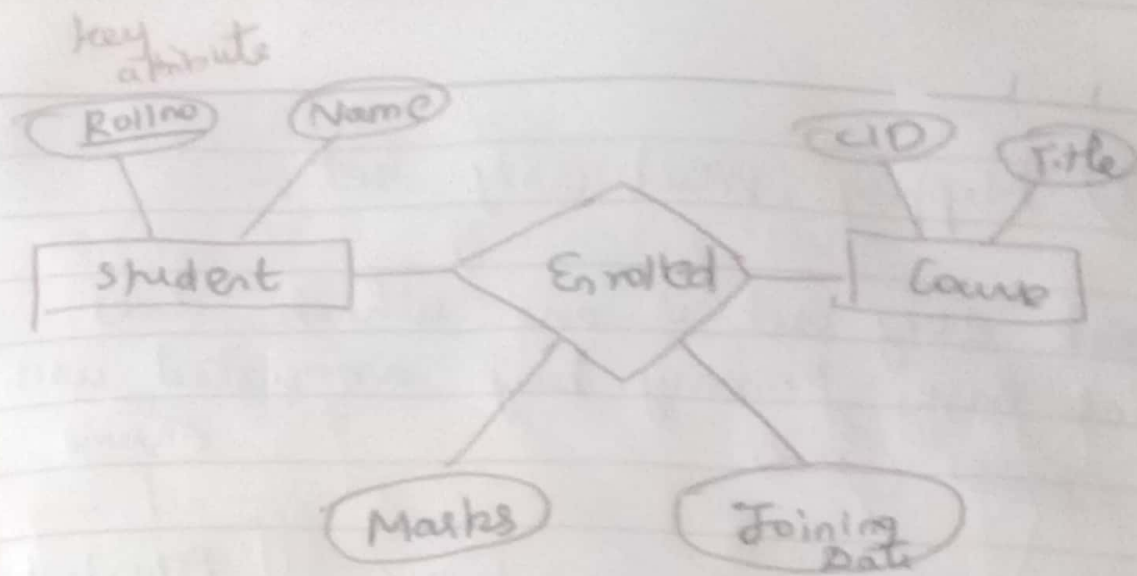 key
attribute
Rollno
Name
CID
Title
Student
Enrolled
Course
Marks
Joining
Date